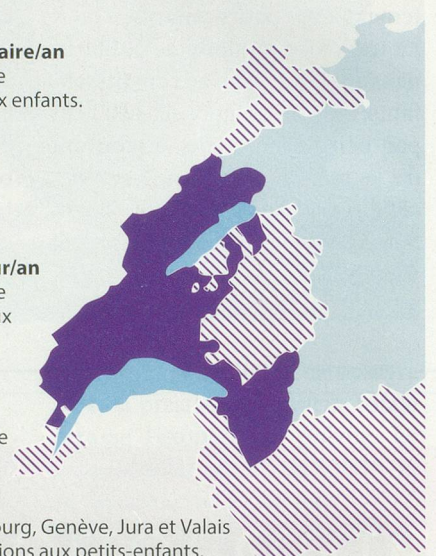 aire/an
e
x enfants.
r/an
e
x
e
ourg, Genève, Jura et Valais
ions aux petits-enfants.